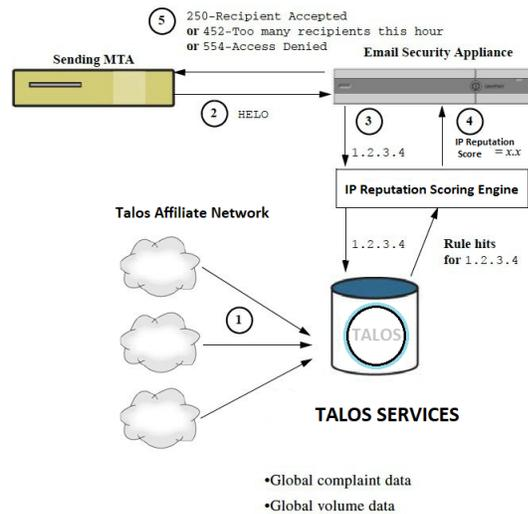 5
250-Recipient Accepted
or 452-Too many recipients this hour
or 554-Access Denied
Sending MTA
Email Security Appliance
2 HELO
3
4
1.2.3.4
IP Reputation
Score = x.x
IP Reputation Scoring Engine
Talos Affiliate Network
1.2.3.4
Rule hits
for 1.2.3.4
1
TALOS
TALOS SERVICES
•Global complaint data
•Global volume data